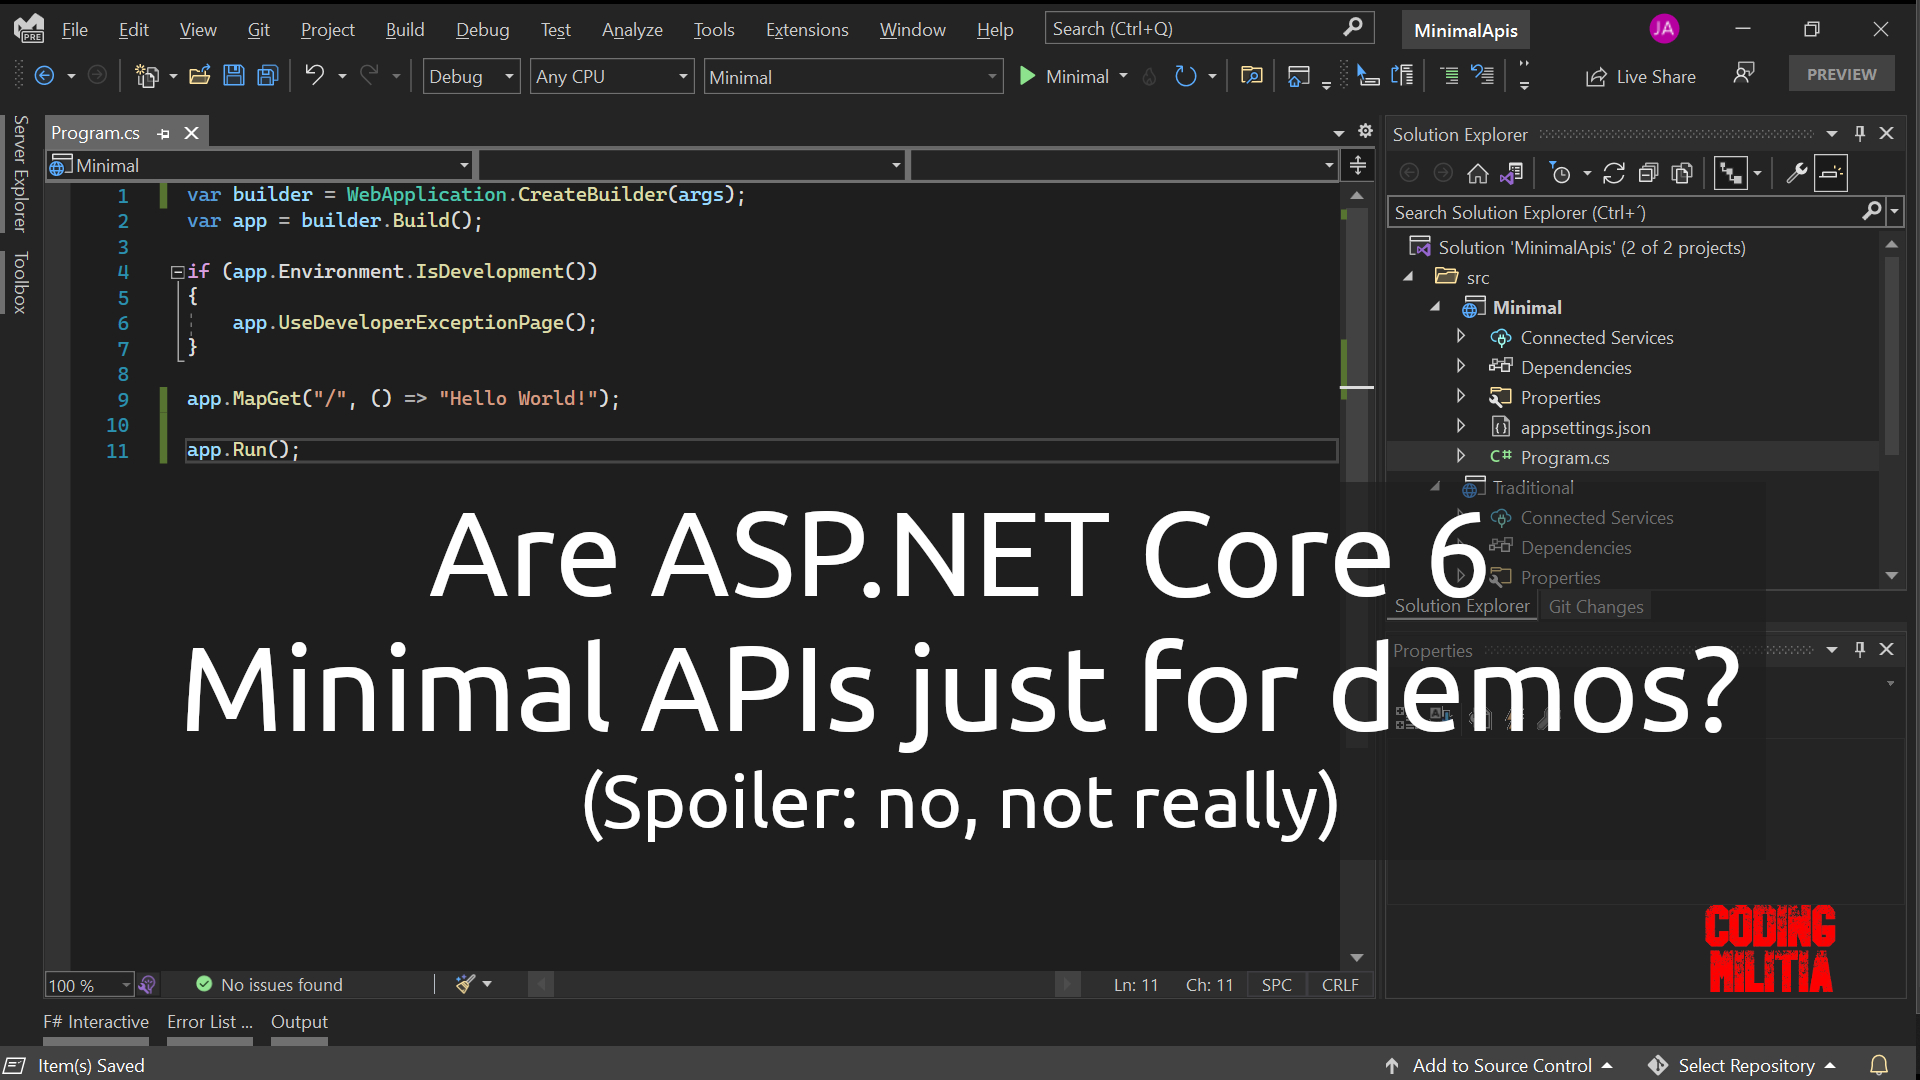 PRE
File Edit View Git Project Build Debug Test Analyze Tools Extensions Window Help Search (Ctrl+Q) MinimalApis JA
Debug Any CPU Minimal Minimal Live Share PREVIEW
Server Explorer
Toolbox
Program.cs
Minimal
1 var builder = WebApplication.CreateBuilder(args);
2 var app = builder.Build();
3
4 if (app.Environment.IsDevelopment())
5 {
6 app.UseDeveloperExceptionPage();
7 }
8
9 app.MapGet("/", () => "Hello World!");
10
11 app.Run();
Solution Explorer
Search Solution Explorer (Ctrl+´)
Solution 'MinimalApis' (2 of 2 projects)
src
Minimal
Connected Services
Dependencies
Properties
appsettings.json
C# Program.cs
Traditional
Connected Services
Dependencies
Properties
Solution Explorer Git Changes
Properties
Are ASP.NET Core 6
Minimal APIs just for demos?
(Spoiler: no, not really)
CODING
MILITIA
100 % No issues found Ln: 11 Ch: 11 SPC CRLF
F# Interactive Error List ... Output
Item(s) Saved Add to Source Control Select Repository